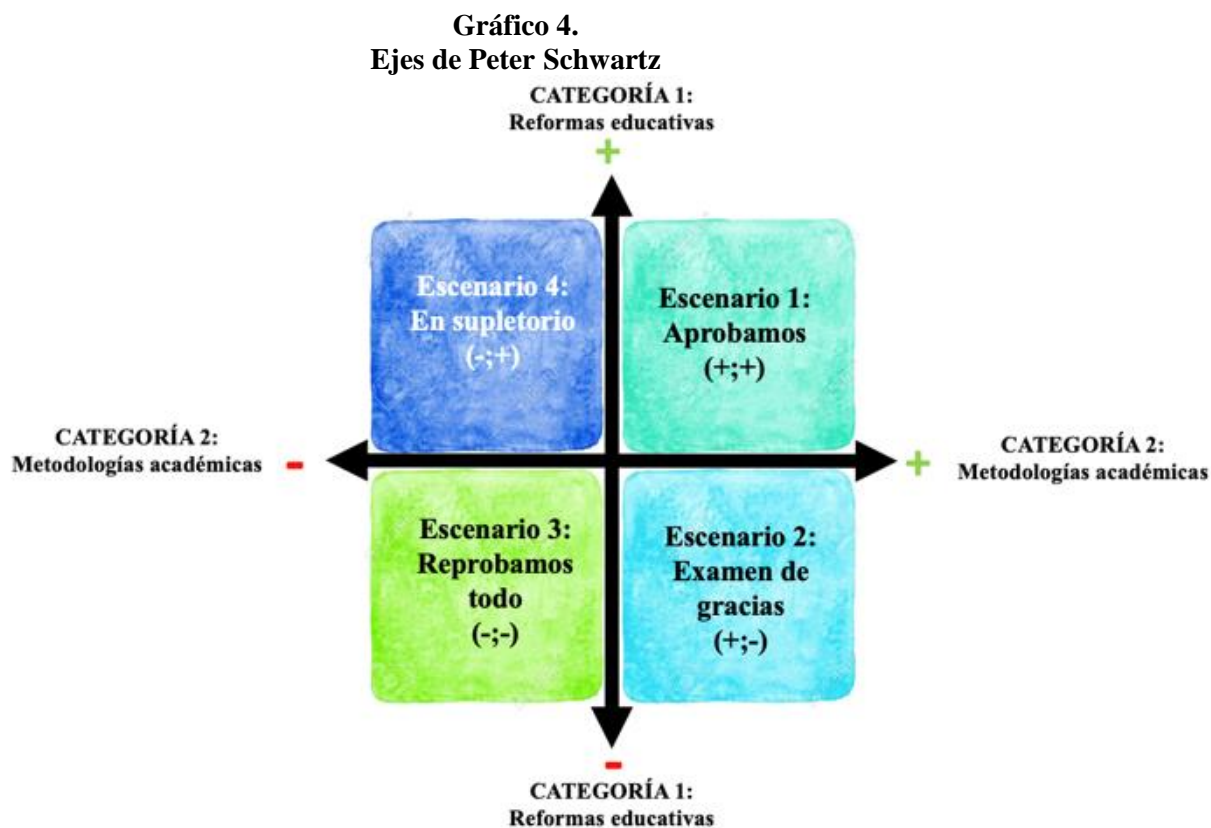 Gráfico 4.
Ejes de Peter Schwartz
CATEGORÍA 1:
Reformas educativas
+
Escenario 4:
En supletorio
(-;+)
Escenario 1:
Aprobamos
(+;+)
CATEGORÍA 2:
Metodologías académicas
-
+
CATEGORÍA 2:
Metodologías académicas
Escenario 3:
Reprobamos
todo
(-;-)
Escenario 2:
Examen de
gracias
(+;-)
-
CATEGORÍA 1:
Reformas educativas